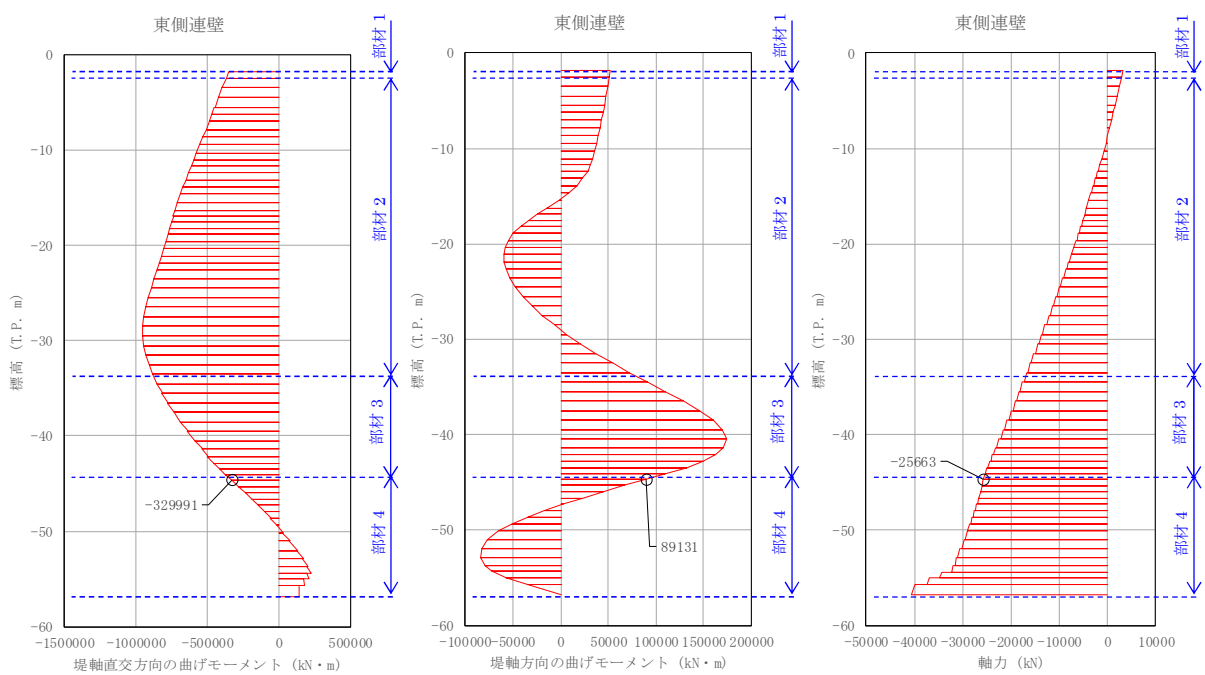 東側連壁
部材 1
部材 2
部材 3
部材 4
0
-10
-20
-30
-40
-50
-60
標高 (T.P. m)
-329991
-1500000 -1000000 -500000 0 500000
堤軸直交方向の曲げモーメント (kN・m)
東側連壁
部材 1
部材 2
部材 3
部材 4
0
-10
-20
-30
-40
-50
-60
標高 (T.P. m)
89131
-100000 -50000 0 50000 100000 150000 200000
堤軸方向の曲げモーメント (kN・m)
東側連壁
部材 1
部材 2
部材 3
部材 4
0
-10
-20
-30
-40
-50
-60
標高 (T.P. m)
-25663
-50000 -40000 -30000 -20000 -10000 0 10000
軸力 (kN)